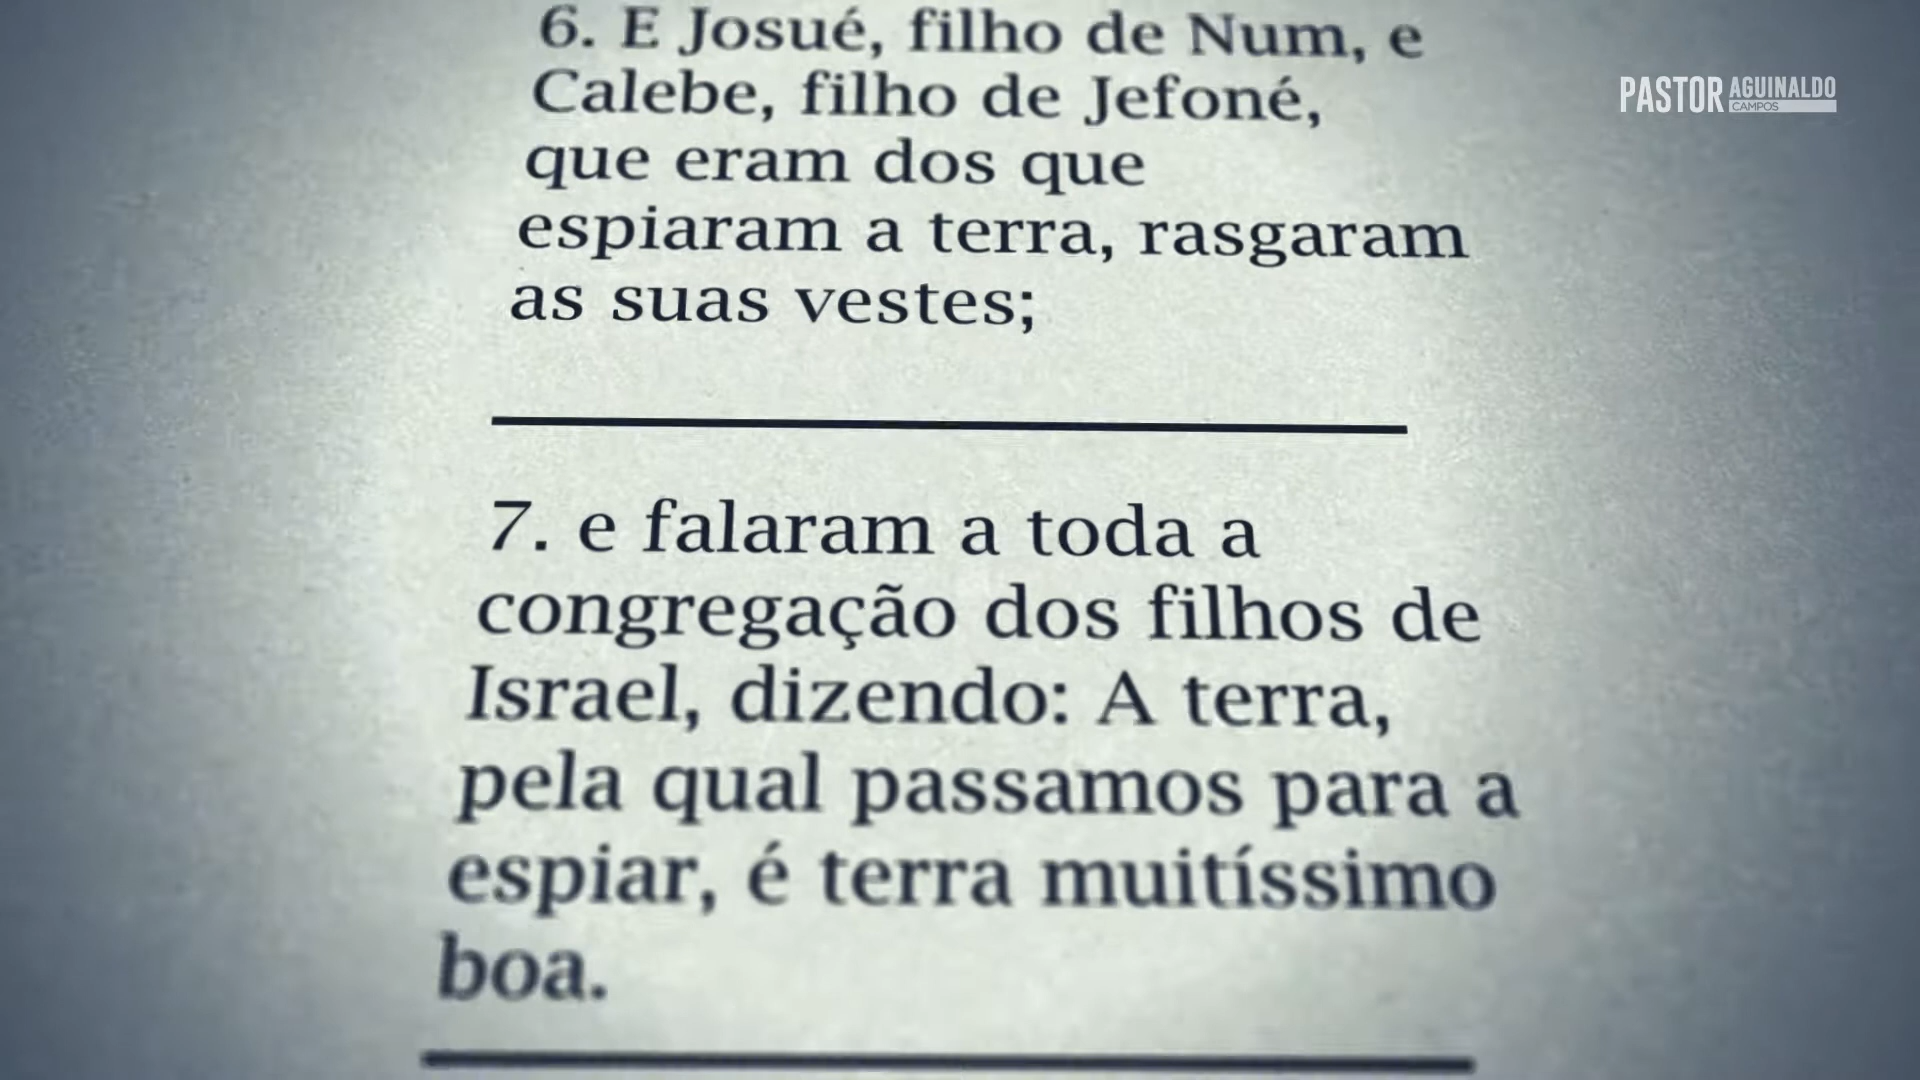 6. E Josué, filho de Num, e
Calebe, filho de Jefoné,
que eram dos que
espiaram a terra, rasgaram
as suas vestes;
7. e falaram a toda a
congregação dos filhos de
Israel, dizendo: A terra,
pela qual passamos para a
espiar, é terra muitíssimo
boa.
PASTOR AGUINALDO
CAMPOS